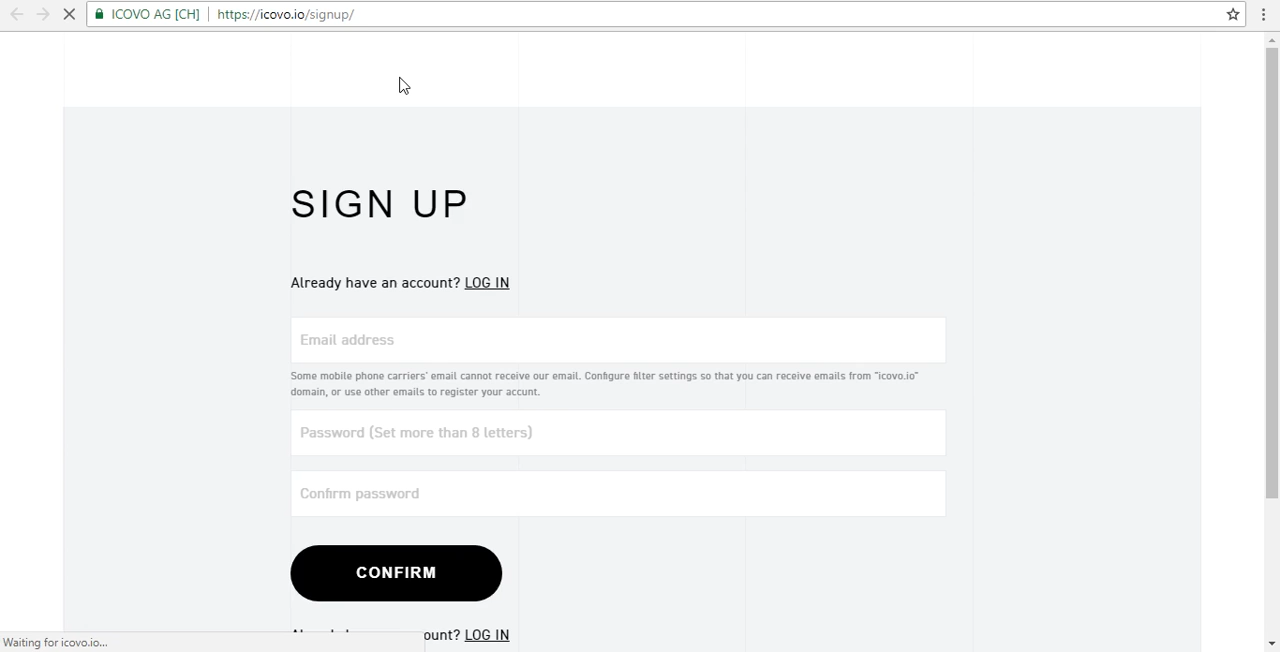 ICOVO AG [CH] https://icovo.io/signup/
SIGN UP
Already have an account? LOG IN
Email address
Some mobile phone carriers' email cannot receive our email. Configure filter settings so that you can receive emails from "icovo.io"
domain, or use other emails to register your accunt.
Password (Set more than 8 letters)
Confirm password
CONFIRM
ount? LOG IN
Waiting for icovo.io...